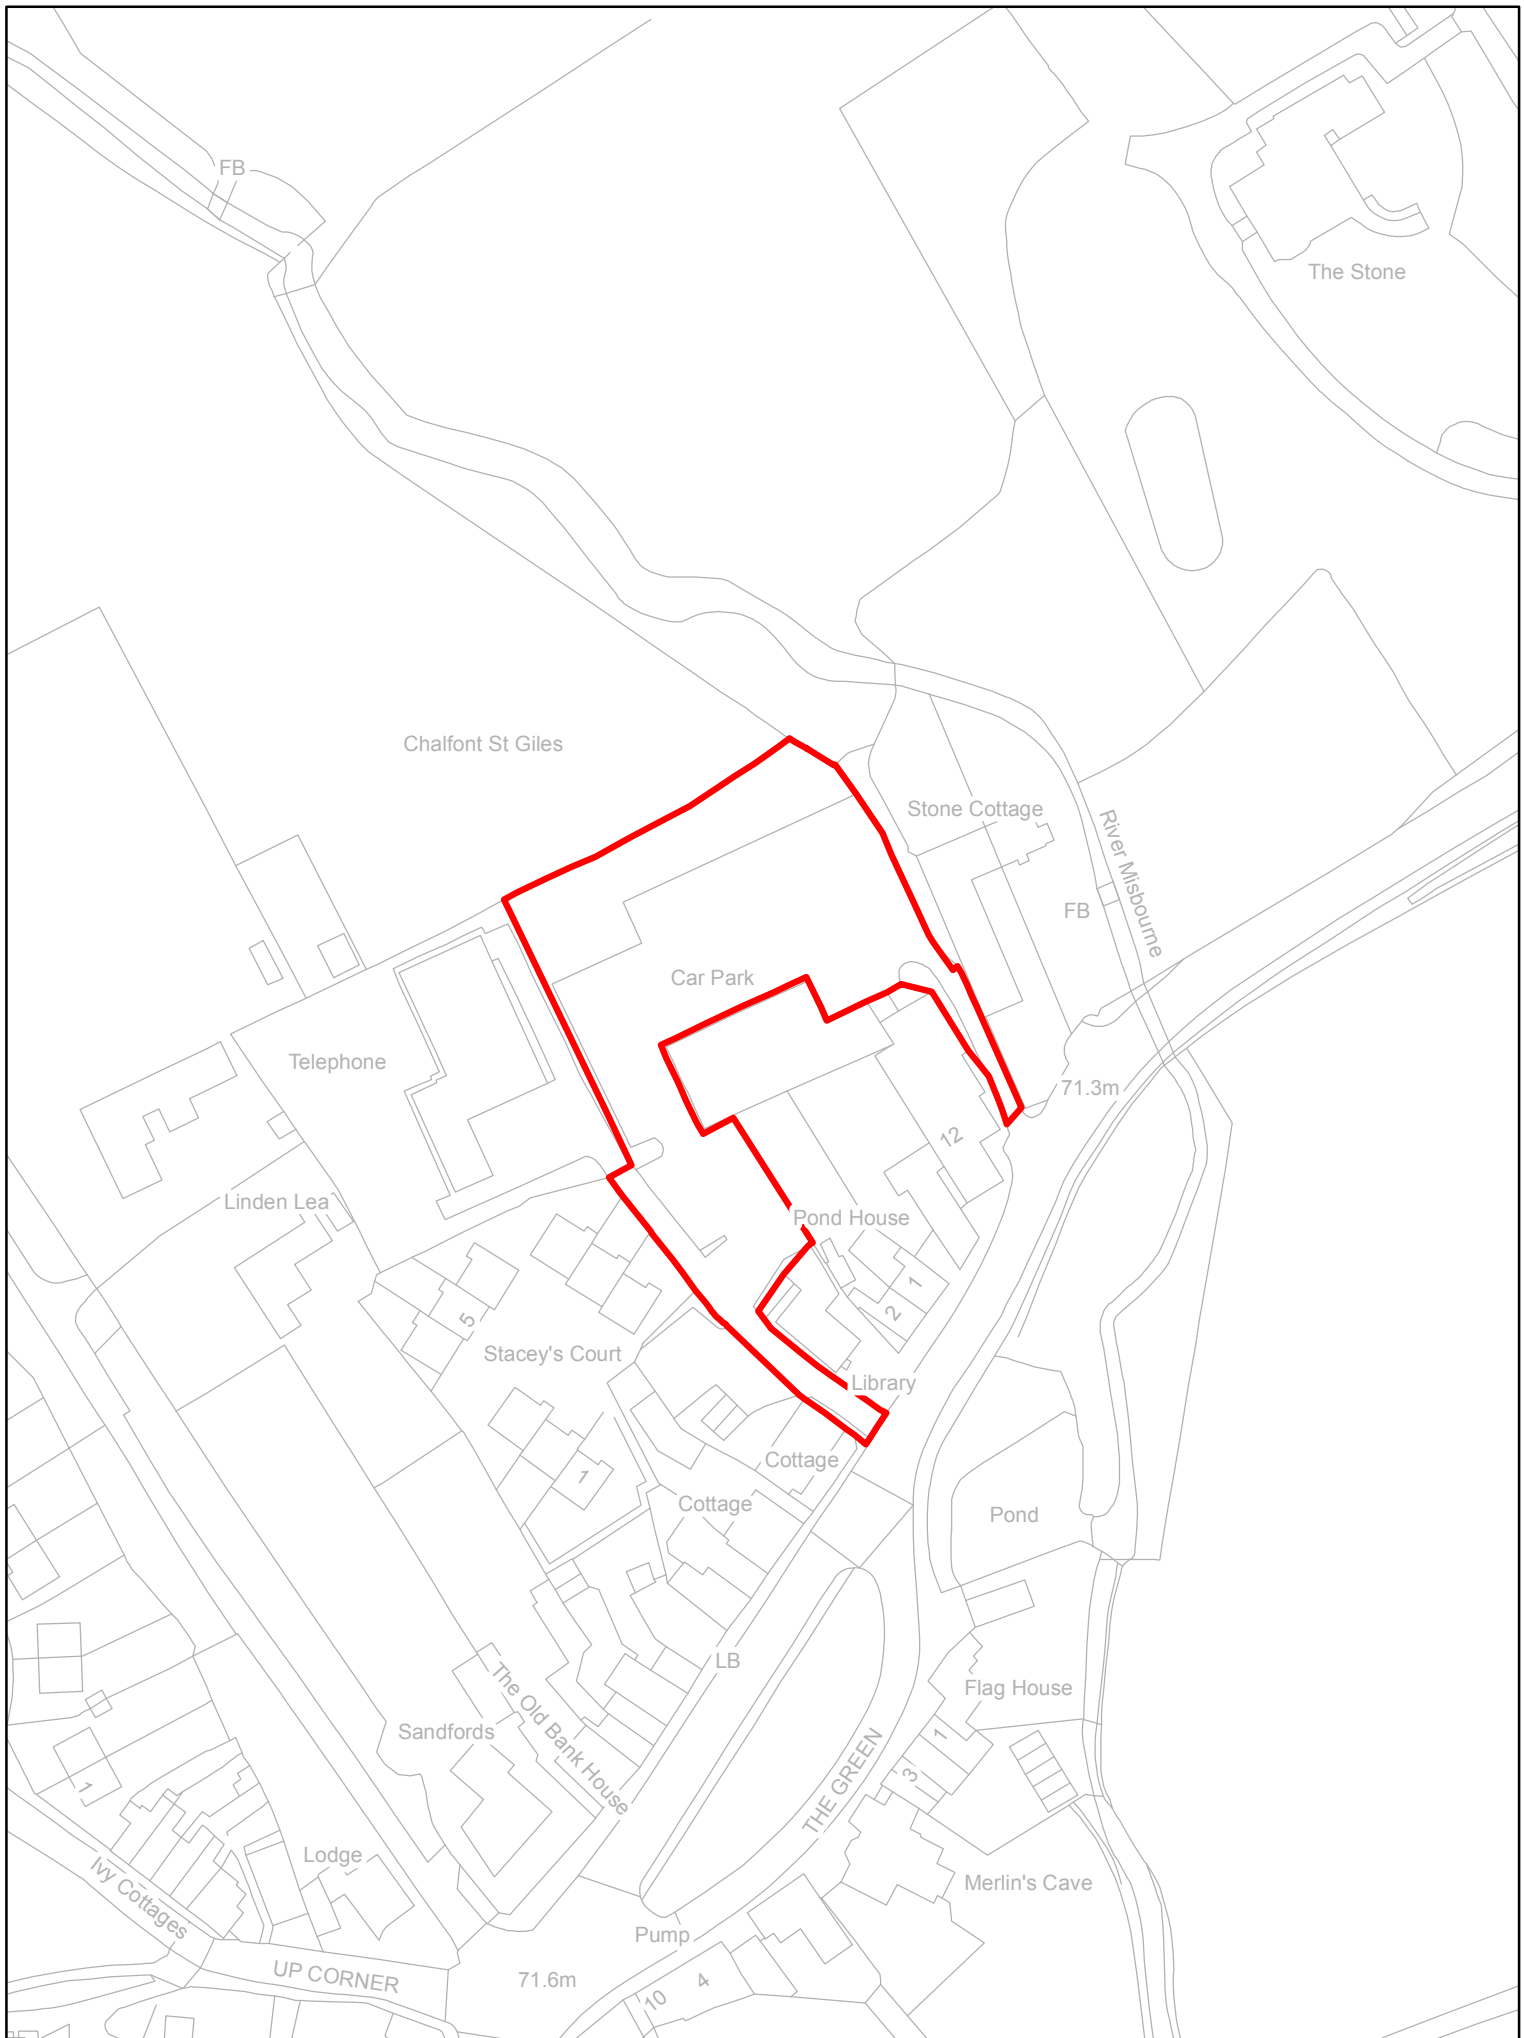 FB
The Stone
Chalfont St Giles
Stone Cottage
River Misbourne
FB
Car Park
Telephone
71.3m
12
Linden Lea
Pond House
1
2
5
Stacey's Court
Library
Cottage
1
Cottage
Pond
LB
Flag House
The Old Bank House
Sandfords
1
3
THE GREEN
1
Lodge
Merlin's Cave
Ivy Cottages
Pump
UP CORNER
71.6m
4
10